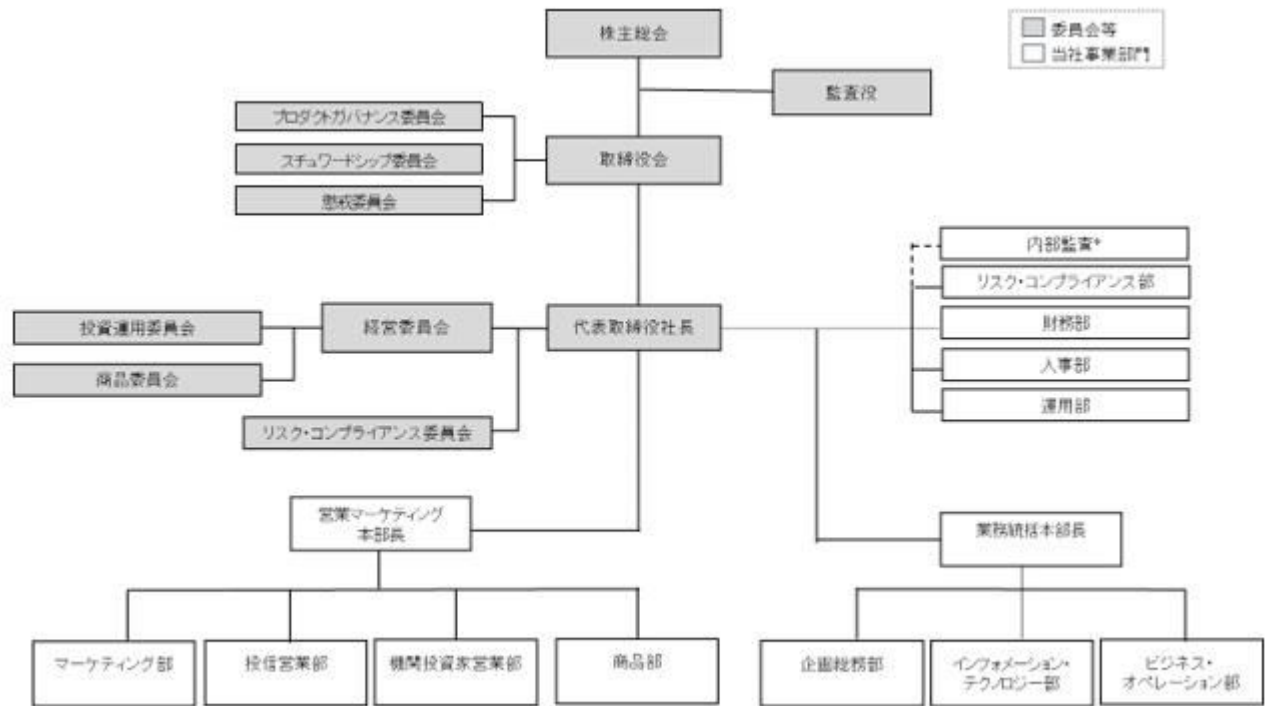 株主総会
委員会等
当社事業部門
監査役
プロダクトガバナンス委員会
スチュワードシップ委員会
懲戒委員会
取締役会
内部監査*
リスク・コンプライアンス部
財務部
人事部
運用部
投資運用委員会
商品委員会
経営委員会
代表取締役社長
リスク・コンプライアンス委員会
営業マーケティング
本部長
業務統括本部長
マーケティング部
投信営業部
機関投資家営業部
商品部
企画総務部
インフォメーション・
テクノロジー部
ビジネス・
オペレーション部